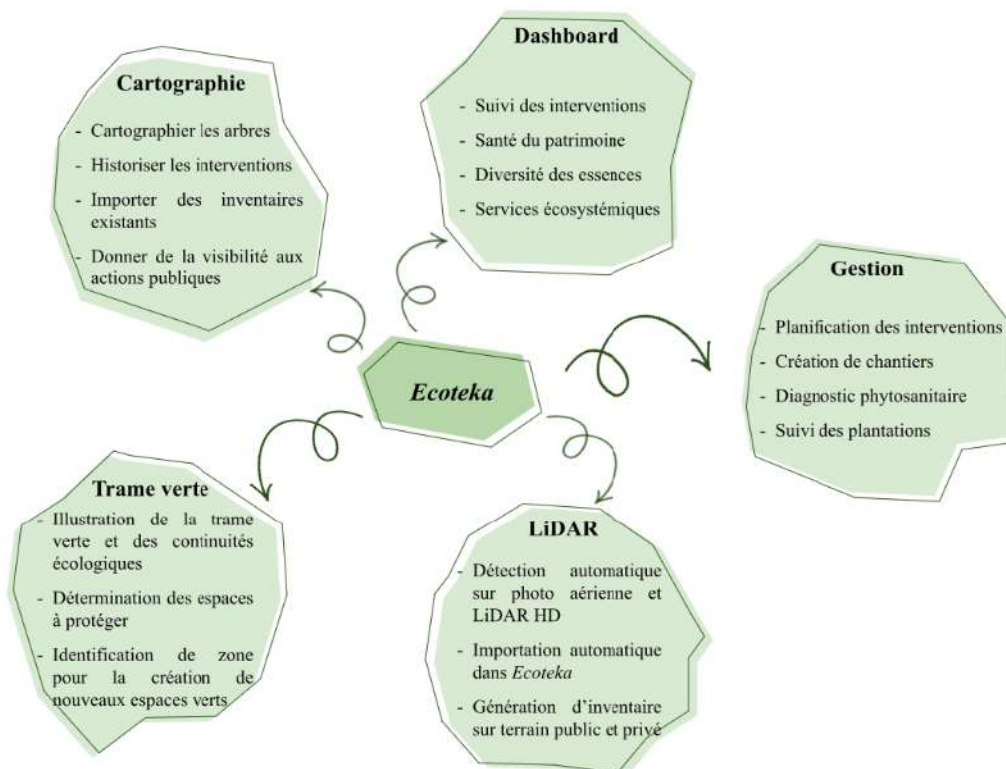 Cartographie
- Cartographier les arbres
- Historiser les interventions
- Importer des inventaires
existants
- Donner de la visibilité aux
actions publiques
Dashboard
- Suivi des interventions
- Santé du patrimoine
- Diversité des essences
- Services écosystémiques
Gestion
- Planification des interventions
- Création de chantiers
- Diagnostic phytosanitaire
- Suivi des plantations
Ecoteka
Trame verte
- Illustration de la trame
verte et des continuités
écologiques
- Détermination des espaces
à protéger
- Identification de zone
pour la création de
nouveaux espaces verts
LiDAR
- Détection automatique
sur photo aérienne et
LiDAR HD
- Importation automatique
dans Ecoteka
- Génération d'inventaire
sur terrain public et privé